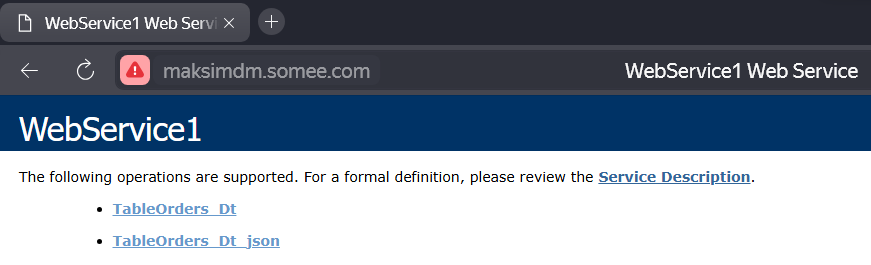 WebService1 Web Servi
maksimdm.somee.com
WebService1 Web Service
WebService1
The following operations are supported. For a formal definition, please review the Service Description.
TableOrders_Dt
TableOrders_Dt_json